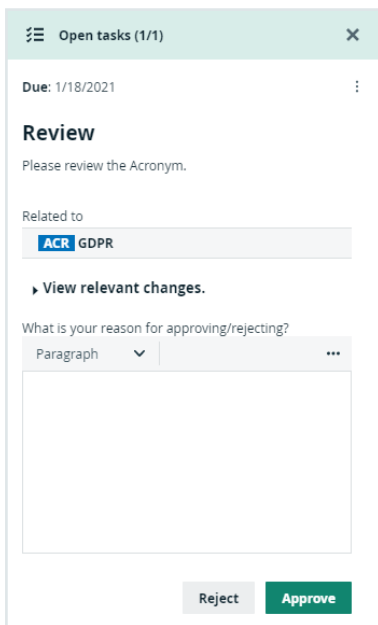 Open tasks (1/1)
Due: 1/18/2021
Review
Please review the Acronym.
Related to
ACR GDPR
View relevant changes.
What is your reason for approving/rejecting?
Paragraph
Reject Approve